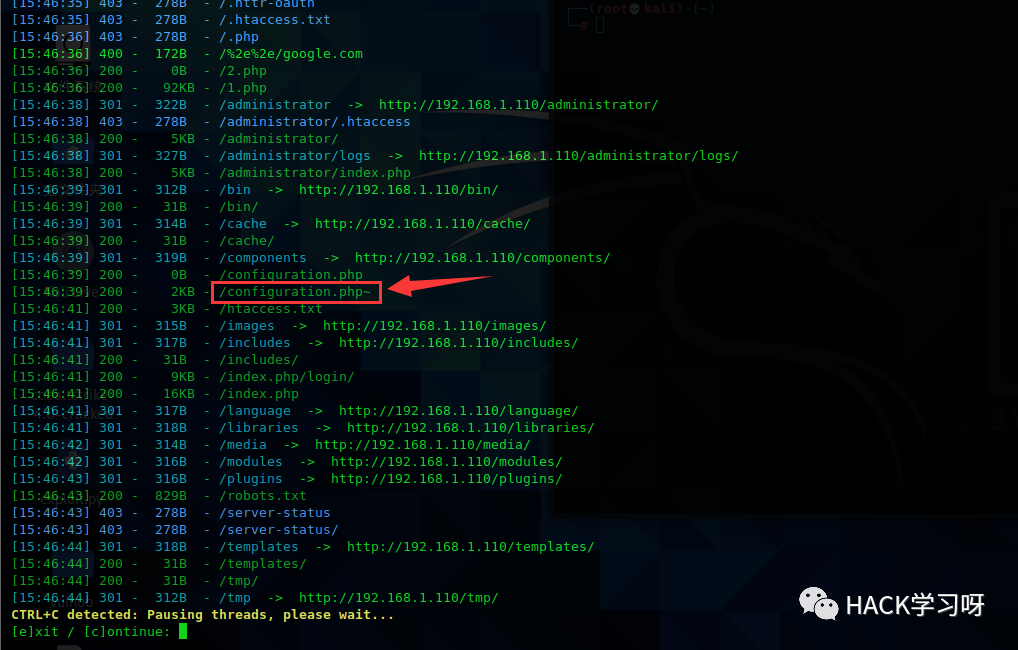 [15:46:35] 403 -  278B  - /.httr-oauth
[15:46:35] 403 -  278B  - /.htaccess.txt
[15:46:36] 403 -  278B  - /.php
[15:46:36] 400 -  172B  - /%2e%2e/google.com
[15:46:36] 200 -    0B  - /2.php
[15:46:36] 200 -   92KB - /1.php
[15:46:38] 301 -  322B  - /administrator  ->  http://192.168.1.110/administrator/
[15:46:38] 403 -  278B  - /administrator/.htaccess
[15:46:38] 200 -    5KB - /administrator/
[15:46:38] 301 -  327B  - /administrator/logs  ->  http://192.168.1.110/administrator/logs/
[15:46:38] 200 -    5KB - /administrator/index.php
[15:46:39] 301 -  312B  - /bin  ->  http://192.168.1.110/bin/
[15:46:39] 200 -   31B  - /bin/
[15:46:39] 301 -  314B  - /cache  ->  http://192.168.1.110/cache/
[15:46:39] 200 -   31B  - /cache/
[15:46:39] 301 -  319B  - /components  ->  http://192.168.1.110/components/
[15:46:39] 200 -    0B  - /configuration.php
[15:46:39] 200 -    2KB - /configuration.php~
[15:46:41] 200 -    3KB - /htaccess.txt
[15:46:41] 301 -  315B  - /images  ->  http://192.168.1.110/images/
[15:46:41] 301 -  317B  - /includes  ->  http://192.168.1.110/includes/
[15:46:41] 200 -   31B  - /includes/
[15:46:41] 200 -    9KB - /index.php/login/
[15:46:41] 200 -   16KB - /index.php
[15:46:41] 301 -  317B  - /language  ->  http://192.168.1.110/language/
[15:46:41] 301 -  318B  - /libraries  ->  http://192.168.1.110/libraries/
[15:46:42] 301 -  314B  - /media  ->  http://192.168.1.110/media/
[15:46:42] 301 -  316B  - /modules  ->  http://192.168.1.110/modules/
[15:46:43] 301 -  316B  - /plugins  ->  http://192.168.1.110/plugins/
[15:46:43] 200 -  829B  - /robots.txt
[15:46:43] 403 -  278B  - /server-status
[15:46:43] 403 -  278B  - /server-status/
[15:46:44] 301 -  318B  - /templates  ->  http://192.168.1.110/templates/
[15:46:44] 200 -   31B  - /templates/
[15:46:44] 200 -   31B  - /tmp/
[15:46:44] 301 -  312B  - /tmp  ->  http://192.168.1.110/tmp/
CTRL+C detected: Pausing threads, please wait...
[e]xit / [c]ontinue:
(root💀kali)-[~]
#
HACK学习呀